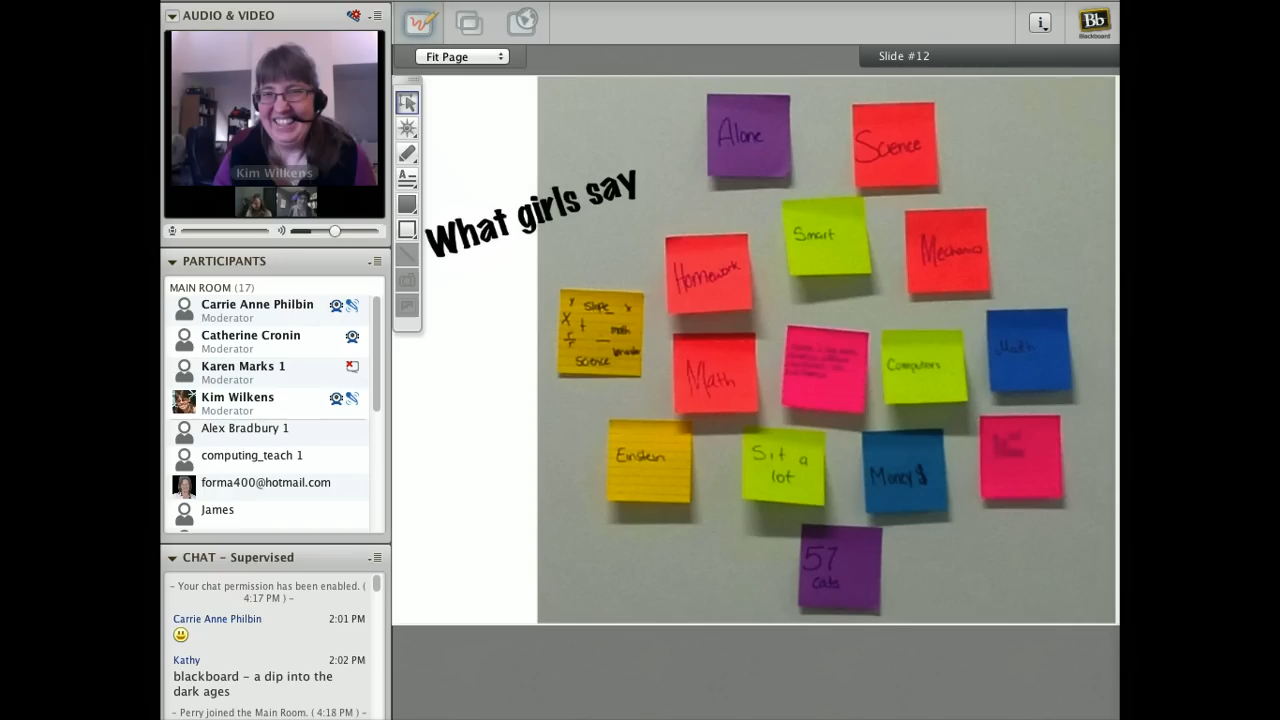 AUDIO & VIDEO
Kim Wilkens
PARTICIPANTS
MAIN ROOM (17)
Carrie Anne Philbin
Moderator
Catherine Cronin
Moderator
Karen Marks 1
Moderator
Kim Wilkens
Moderator
Alex Bradbury 1
computing_teach 1
forma400@hotmail.com
James
CHAT - Supervised
- Your chat permission has been enabled. (
4:17 PM) -
Carrie Anne Philbin 2:01 PM
Kathy 2:02 PM
blackboard - a dip into the
dark ages
- Perry joined the Main Room. ( 4:18 PM) -
Fit Page
Slide #12
i
Bb
Blackboard
What girls say
Alone
Science
Smart
Mechanics
Homework
Slope
X
math
Science
Math
Computers
Math
Einstein
Sit a
lot
Money $
57
cats